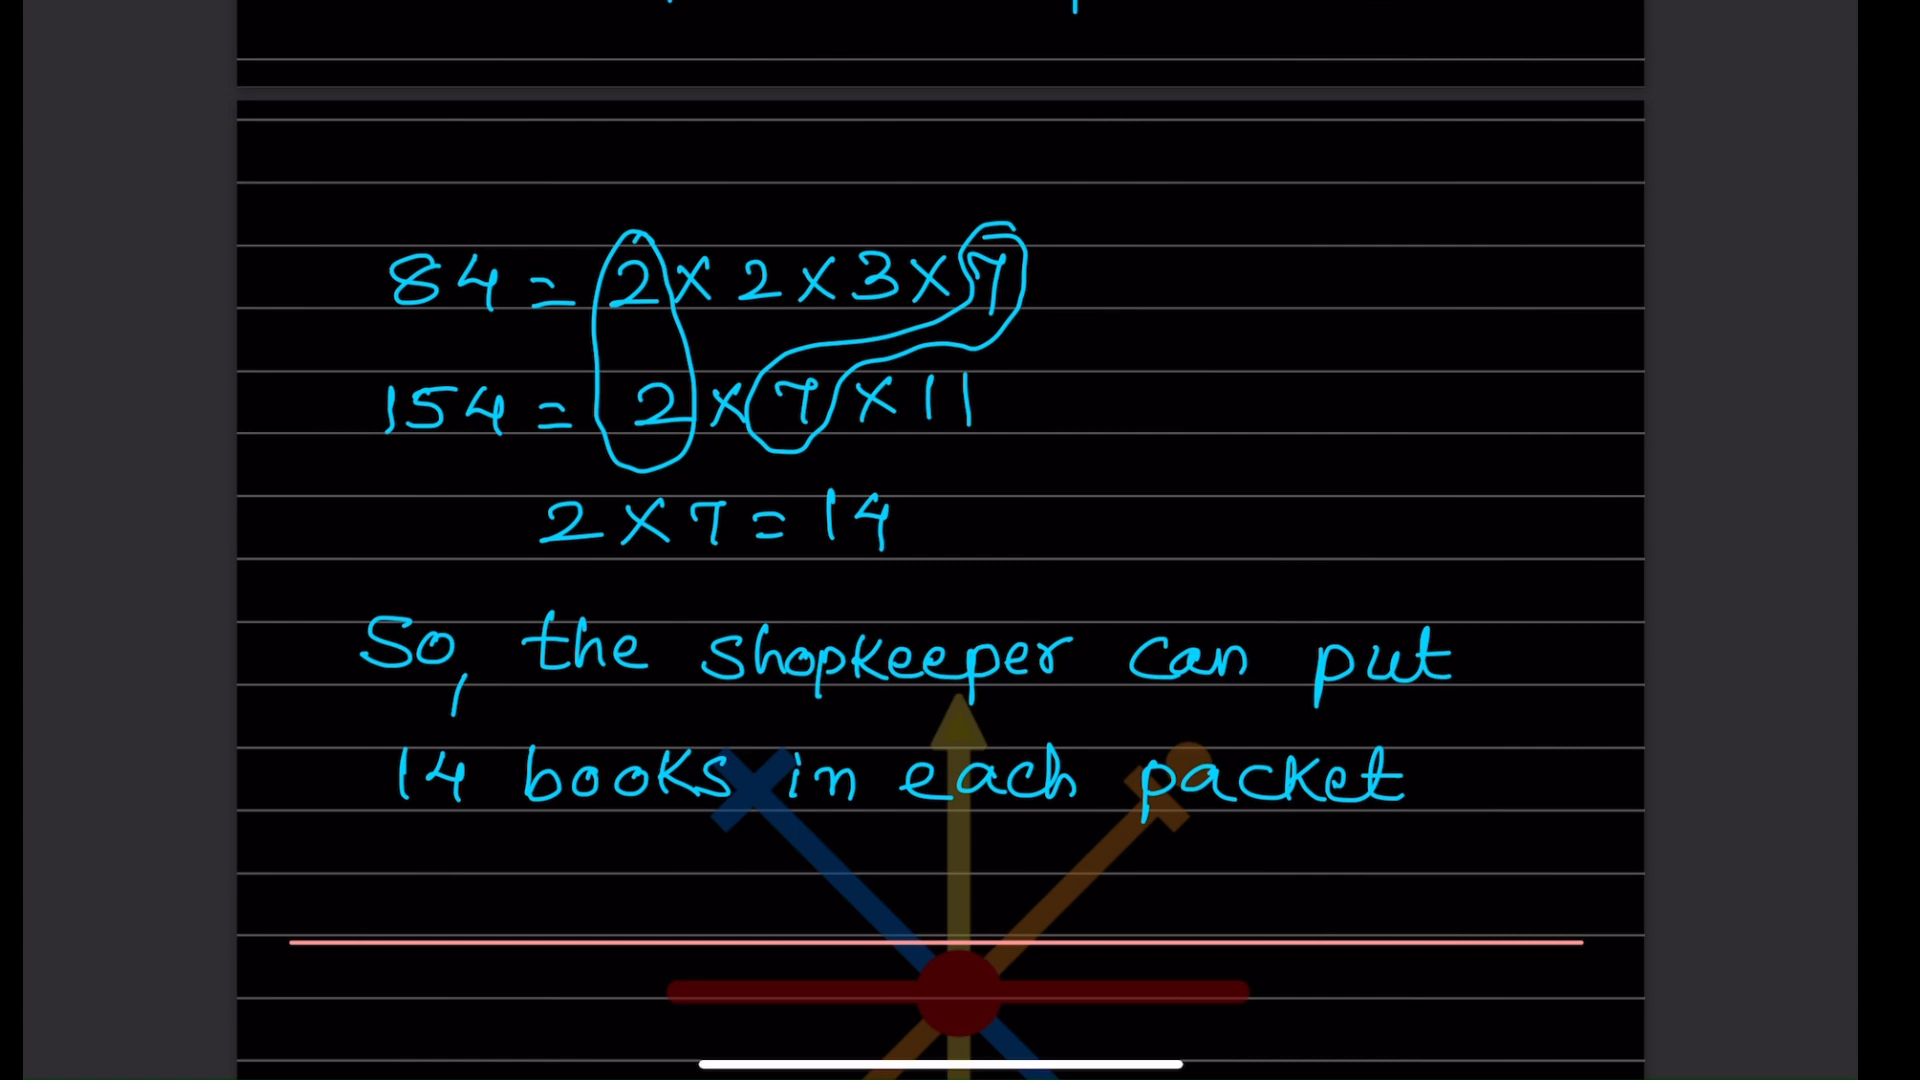 84 = 2 × 2 × 3 × 7
154 = 2 × 7 × 11
2 × 7 = 14
So, the shopkeeper can put
14 books in each packet